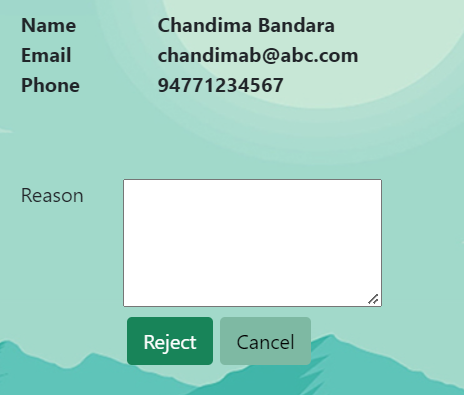 Name Chandima Bandara
Email chandimab@abc.com
Phone 94771234567
Reason
Reject Cancel